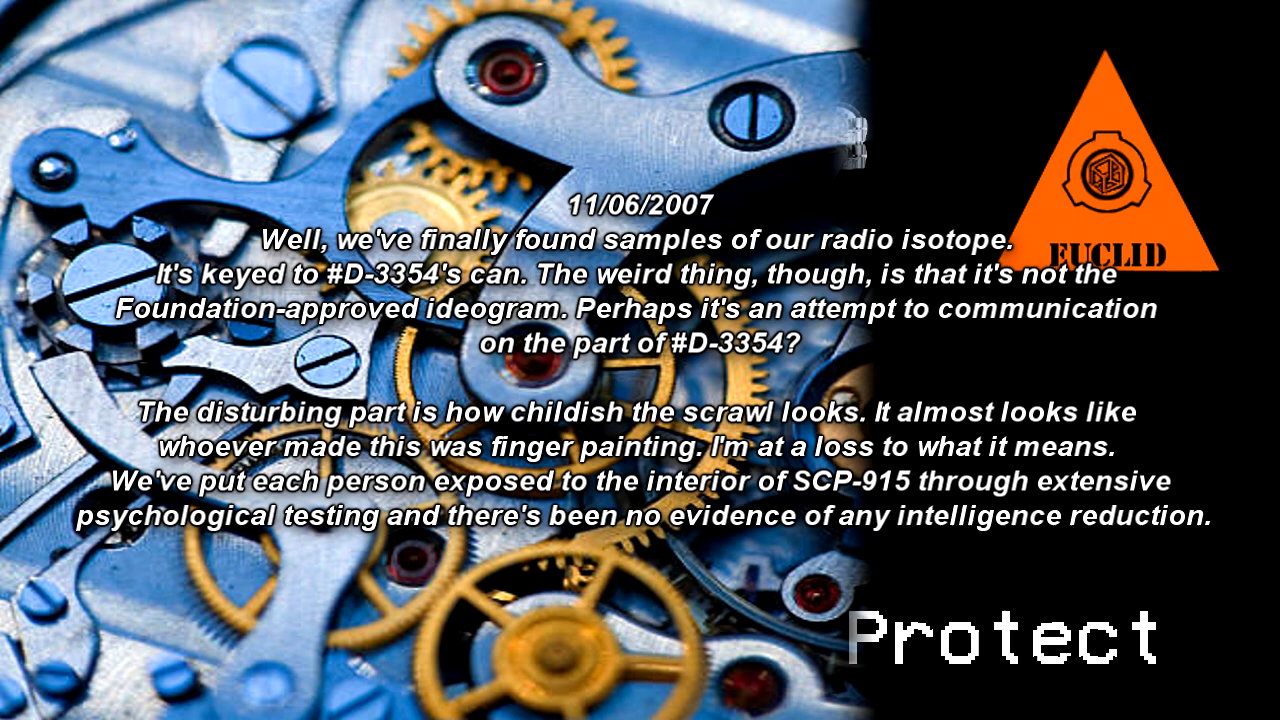 11/06/2007
Well, we've finally found samples of our radio isotope.
It's keyed to #D-3354's can. The weird thing, though, is that it's not the
Foundation-approved ideogram. Perhaps it's an attempt to communication
on the part of #D-3354?
The disturbing part is how childish the scrawl looks. It almost looks like
whoever made this was finger painting. I'm at a loss to what it means.
We've put each person exposed to the interior of SCP-915 through extensive
psychological testing and there's been no evidence of any intelligence reduction.
EUCLID
Protect